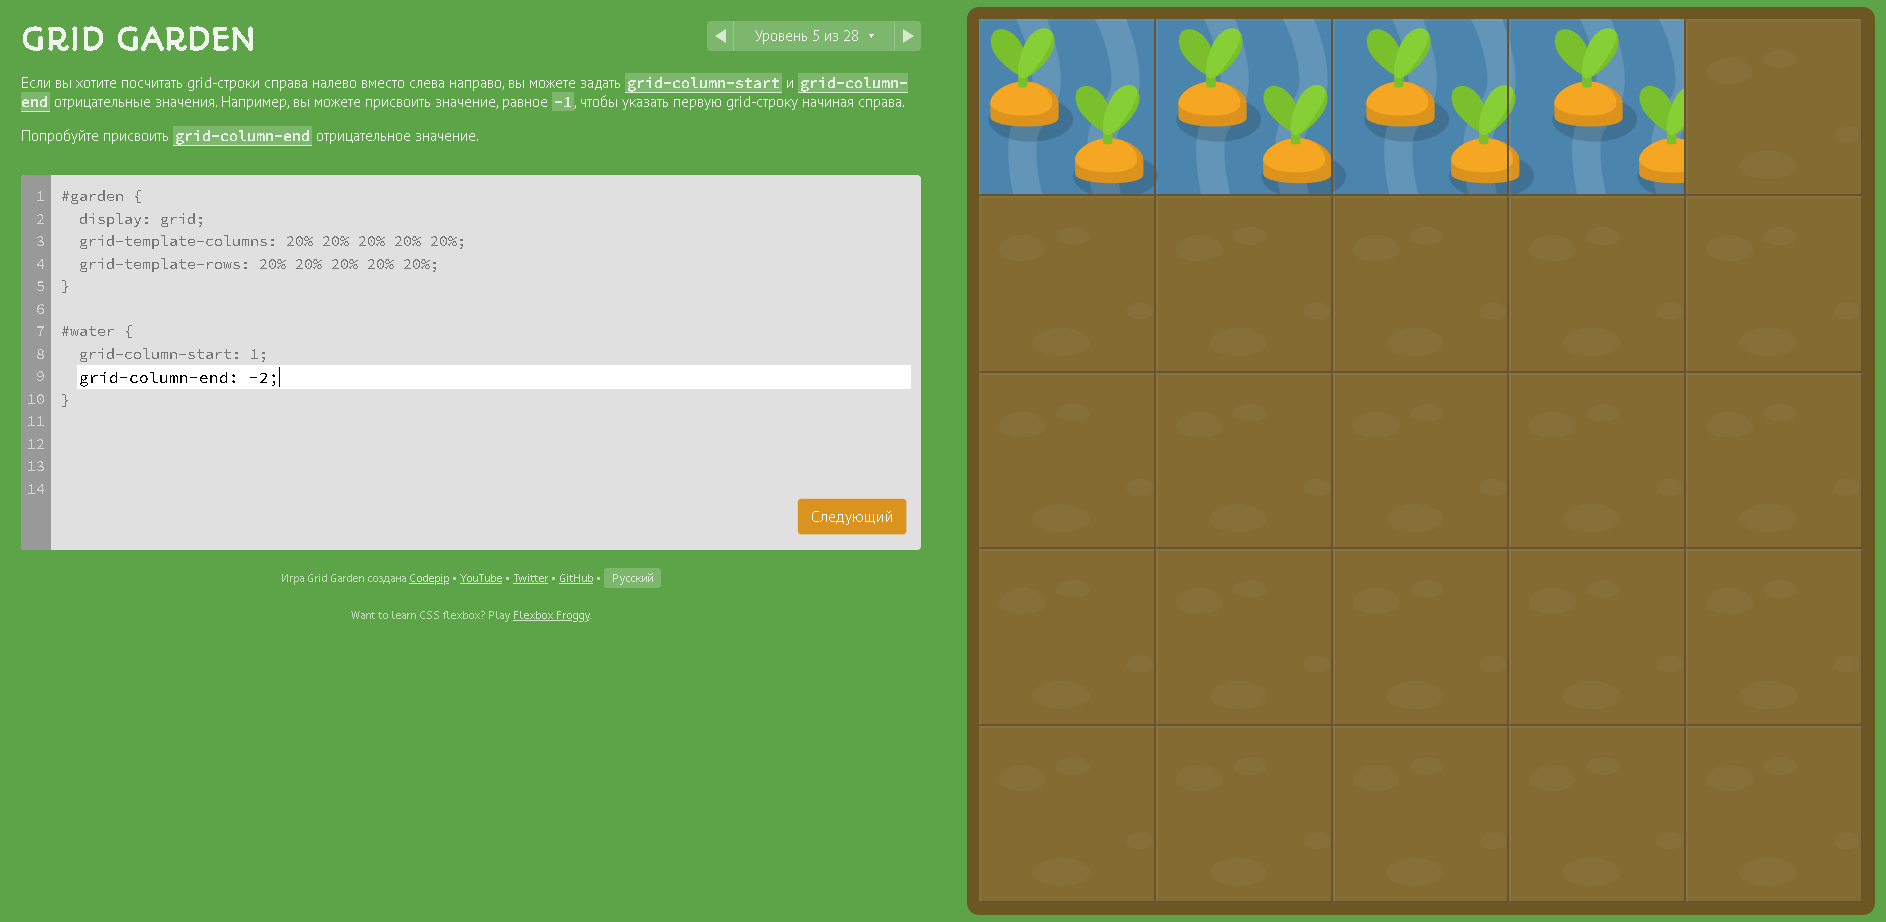 GRID GARDEN
Уровень 5 из 28
Если вы хотите посчитать grid-строки справа налево вместо слева направо, вы можете задать grid-column-start и grid-column-
end отрицательные значения. Например, вы можете присвоить значение, равное -1, чтобы указать первую grid-строку начиная справа.
Попробуйте присвоить grid-column-end отрицательное значение.
1 #garden {
2 display: grid;
3 grid-template-columns: 20% 20% 20% 20% 20%;
4 grid-template-rows: 20% 20% 20% 20% 20%;
5 }
6
7 #water {
8 grid-column-start: 1;
9 grid-column-end: -2;
10 }
11
12
13
14
Следующий
Игра Grid Garden создана Codepip • YouTube • Twitter • GitHub • Русский
Want to learn CSS flexbox? Play Flexbox Froggy.